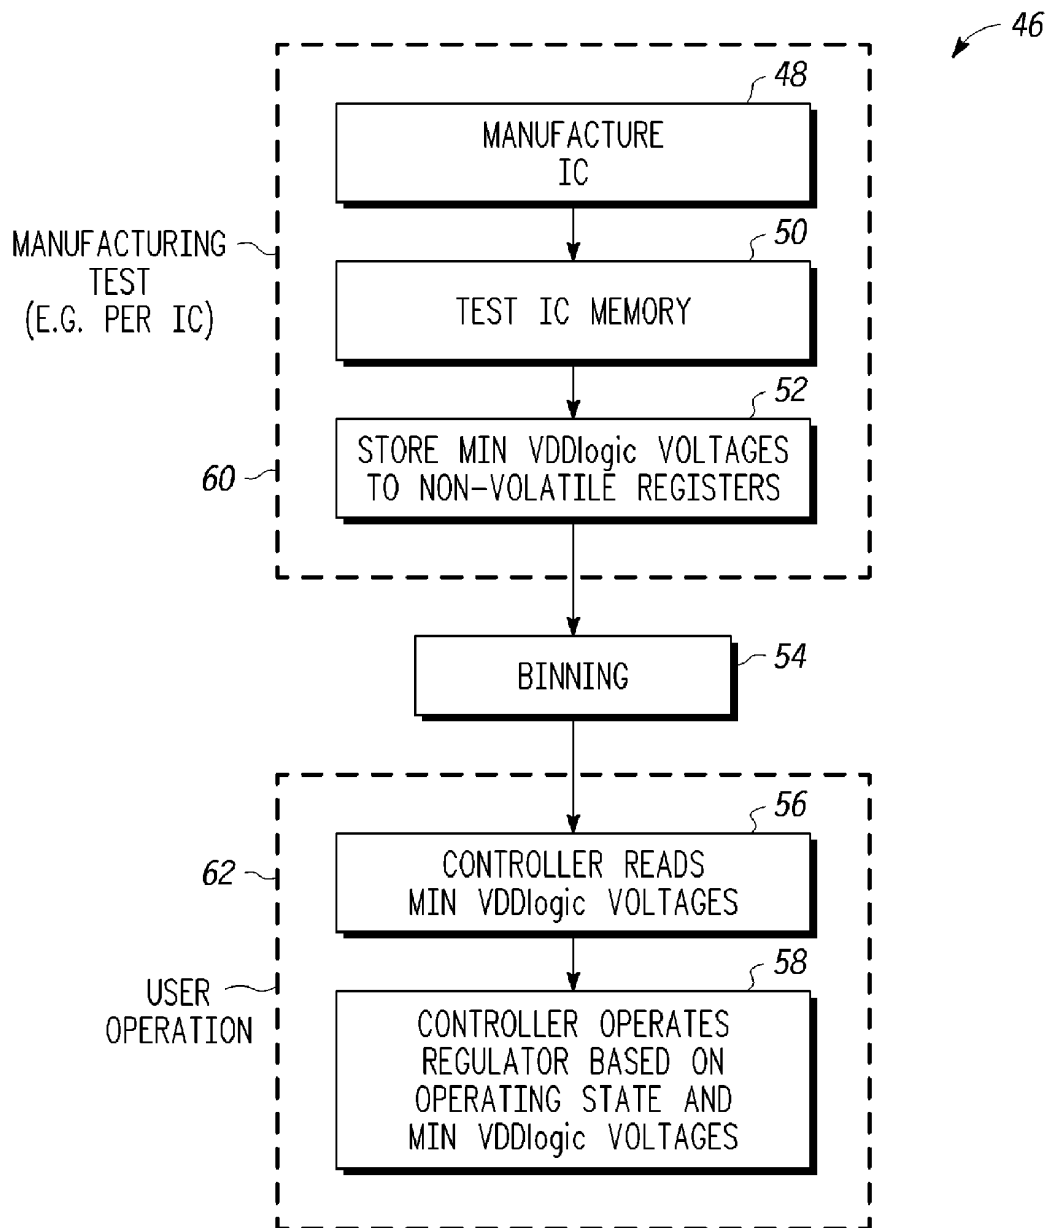 46
48
MANUFACTURE
IC
50
TEST IC MEMORY
MANUFACTURING
TEST
(E.G. PER IC)
52
STORE MIN VDDlogic VOLTAGES
TO NON-VOLATILE REGISTERS
60
54
BINNING
56
CONTROLLER READS
MIN VDDlogic VOLTAGES
62
58
CONTROLLER OPERATES
REGULATOR BASED ON
OPERATING STATE AND
MIN VDDlogic VOLTAGES
USER
OPERATION